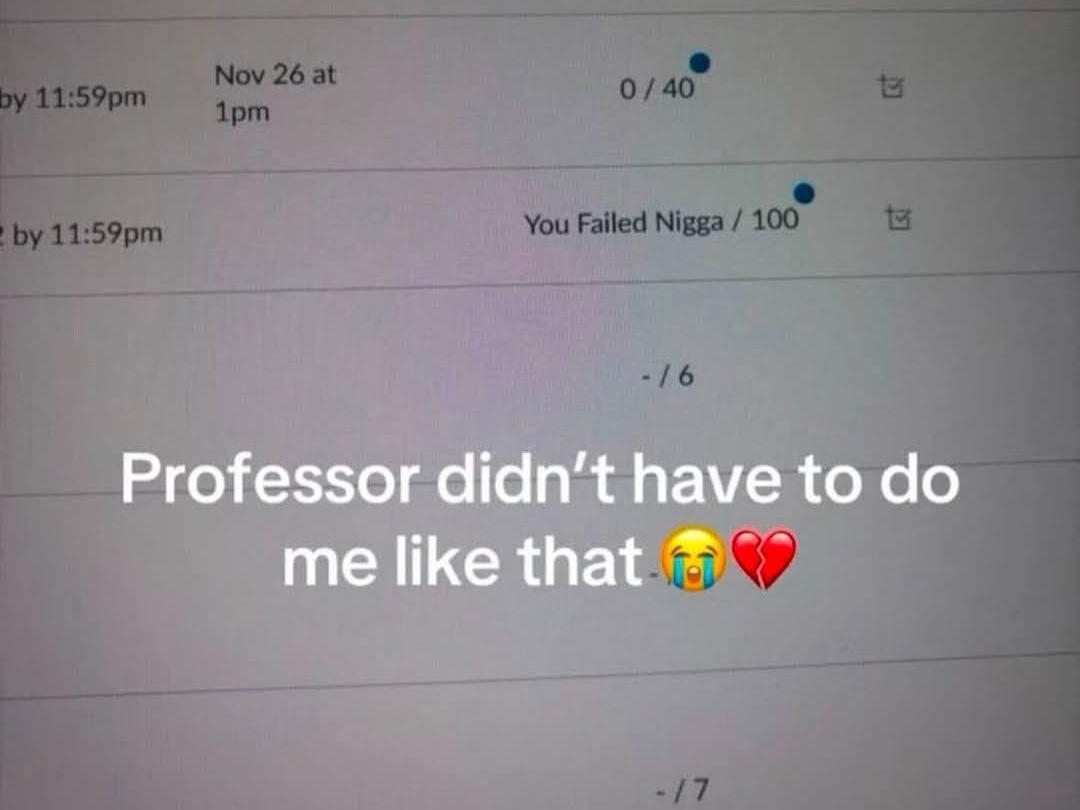 Nov 26 at
by 11:59pm
1pm
0 / 40
by 11:59pm
You Failed Nigga / 100
- / 6
Professor didn’t have to do
me like that 😭💔
- / 7